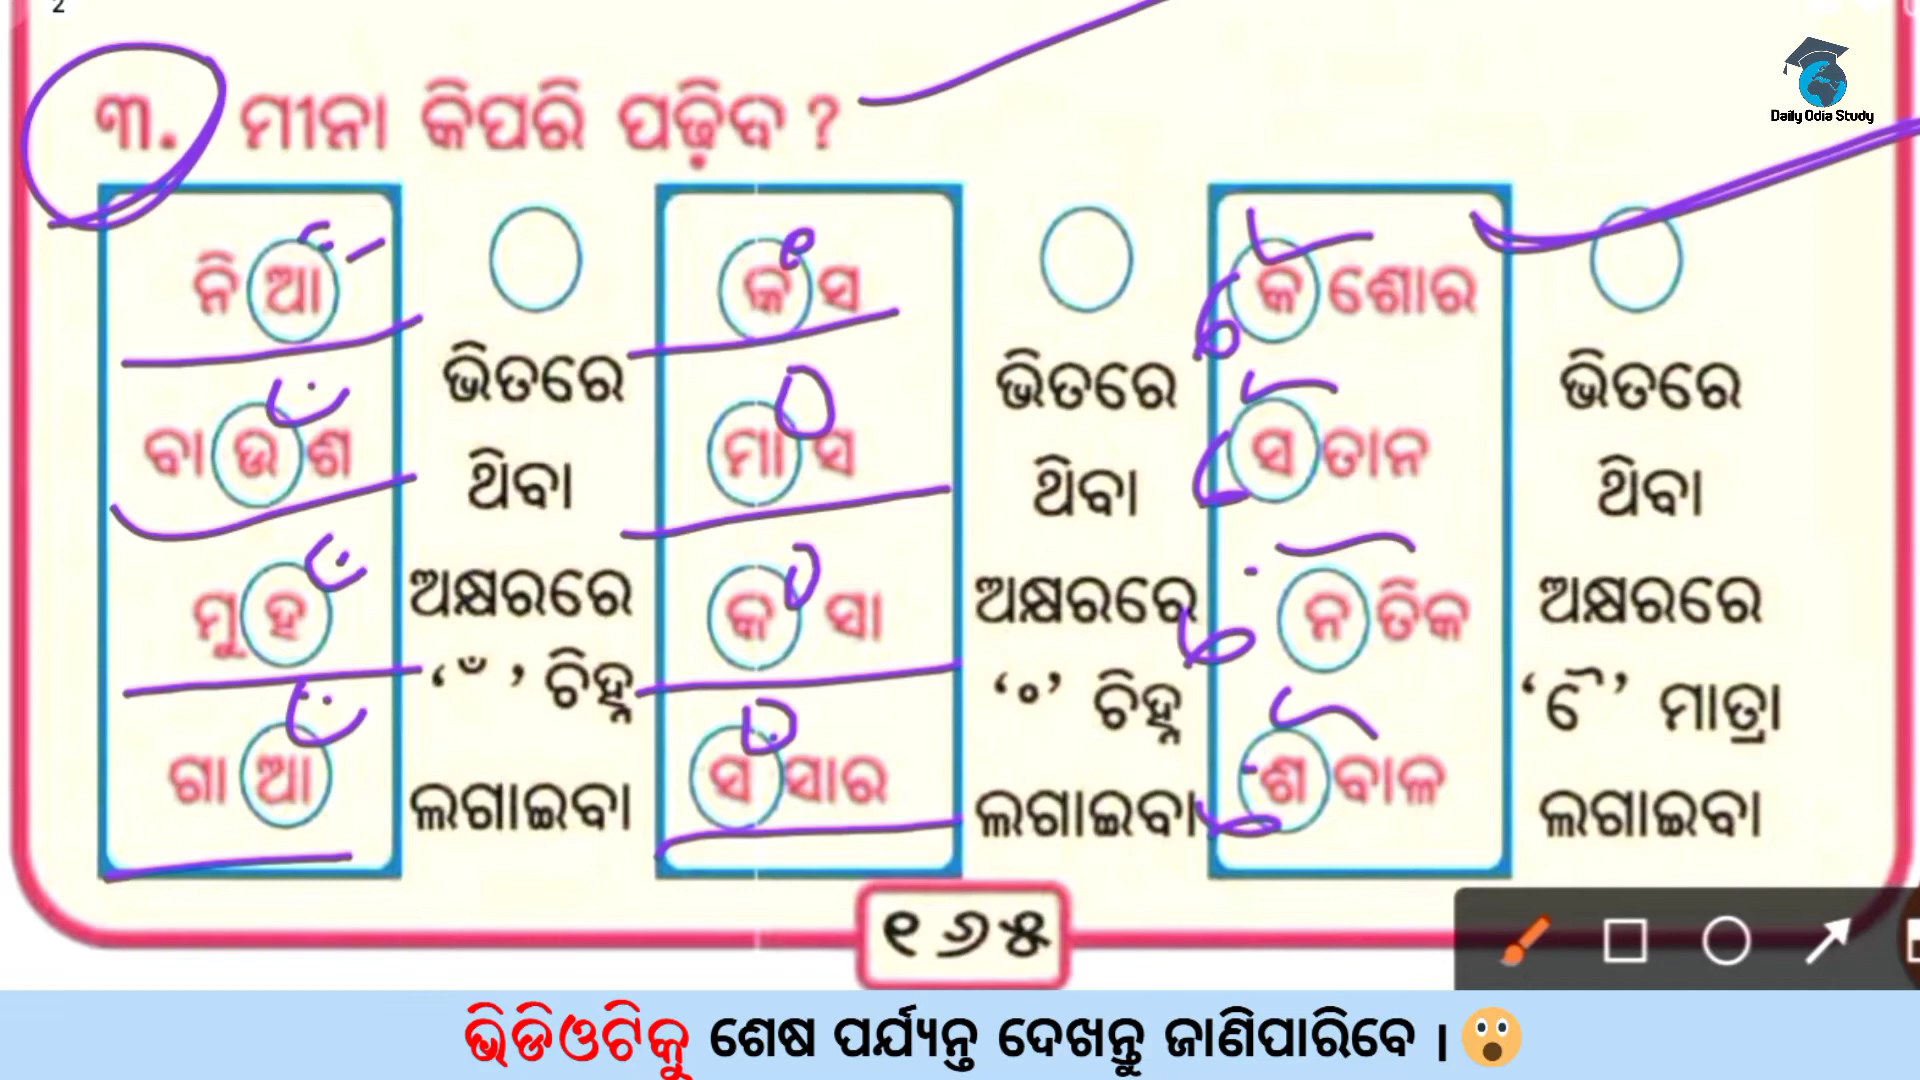 2
Daily Odia Study
୩. ମୀନା କିପରି ପଢ଼ିବ ?
ନିଆ
ବାଉଶ
ମୁହ
ଗାଆ
ଭିତରେ
ଥିବା
ଅକ୍ଷରରେ
‘ ଁ ’ ଚିହ୍ନ
ଲଗାଇବା
କସ
ମାସ
କସା
ସସାର
ଭିତରେ
ଥିବା
ଅକ୍ଷରରେ
‘ଂ’ ଚିହ୍ନ
ଲଗାଇବା
କଶୋର
ସତାନ
ନତିକ
ଶବାଳ
ଭିତରେ
ଥିବା
ଅକ୍ଷରରେ
‘ୈ’ ମାତ୍ରା
ଲଗାଇବା
୧୬୫
ଭିଡିଓଟିକୁ ଶେଷ ପର୍ଯ୍ୟନ୍ତ ଦେଖନ୍ତୁ ଜାଣିପାରିବେ ।